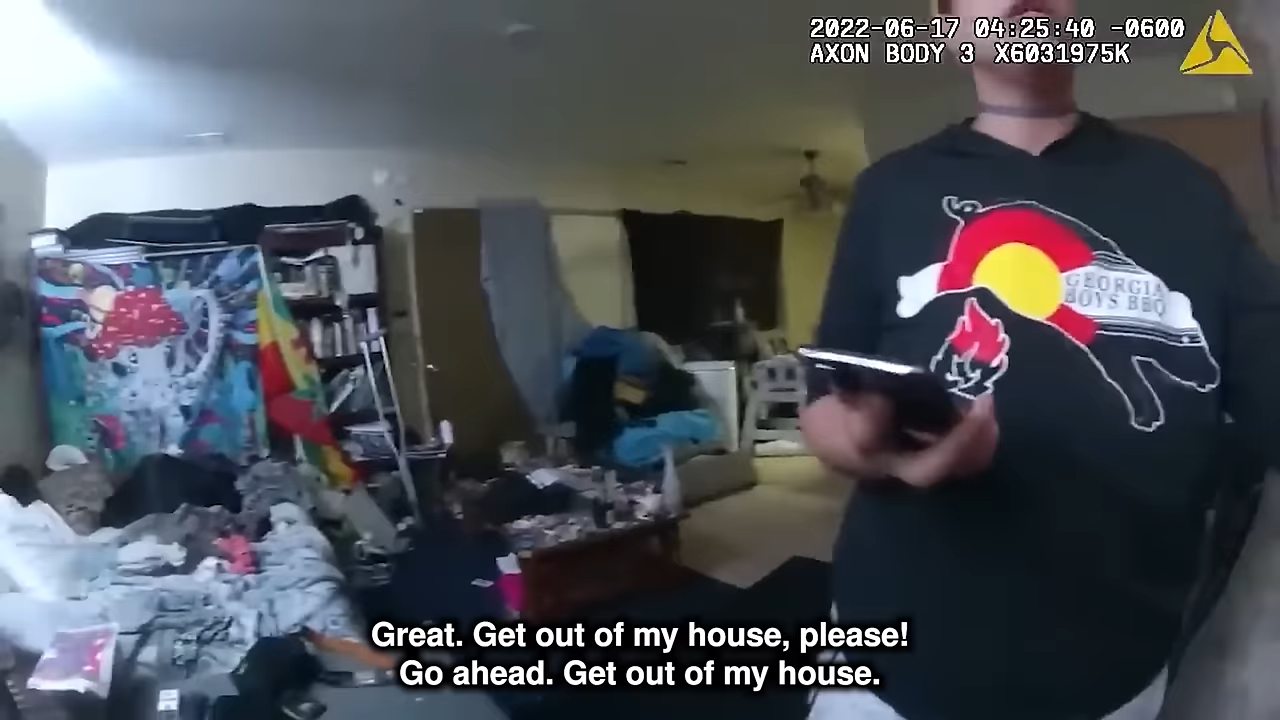 2022-06-17 04:25:40 -0600
AXON BODY 3 X6031975K
GEORGIA
BOYS BBQ
Great. Get out of my house, please!
Go ahead. Get out of my house.